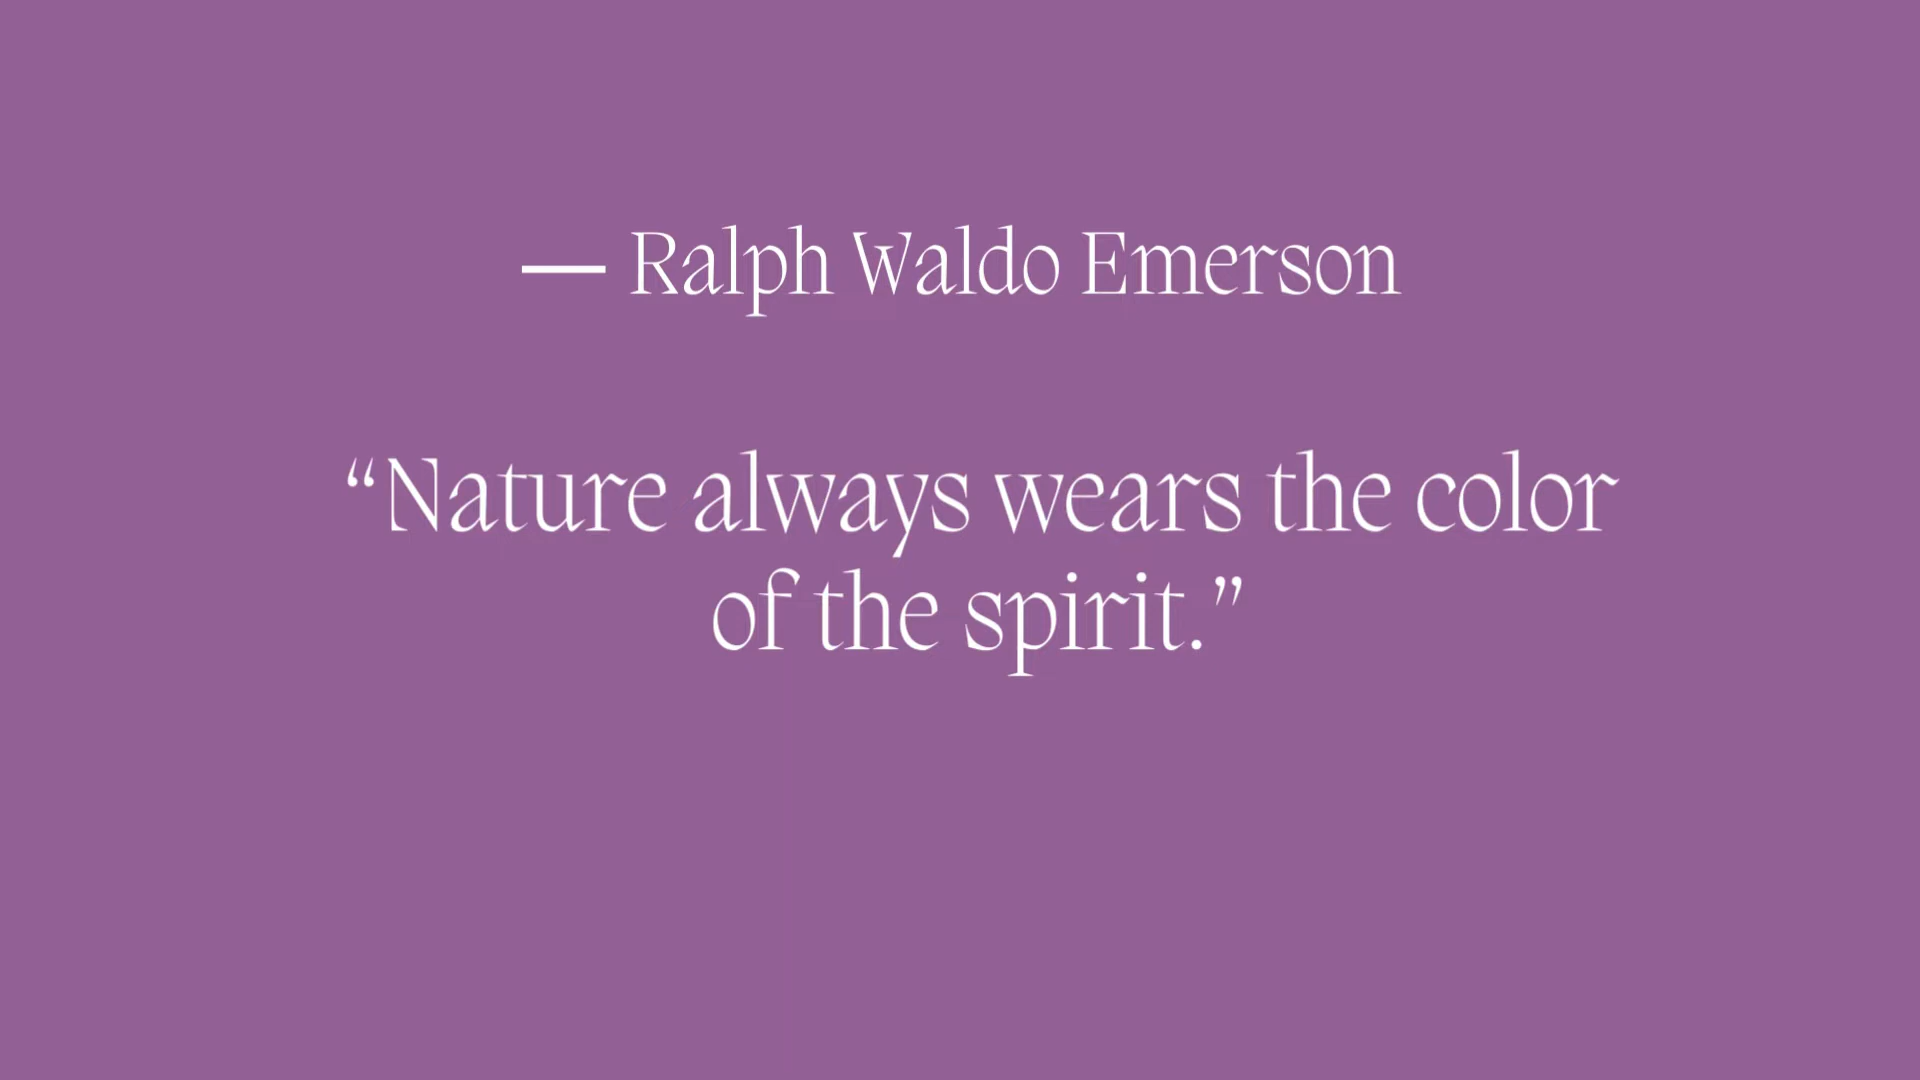 — Ralph Waldo Emerson
“Nature always wears the color
of the spirit.”